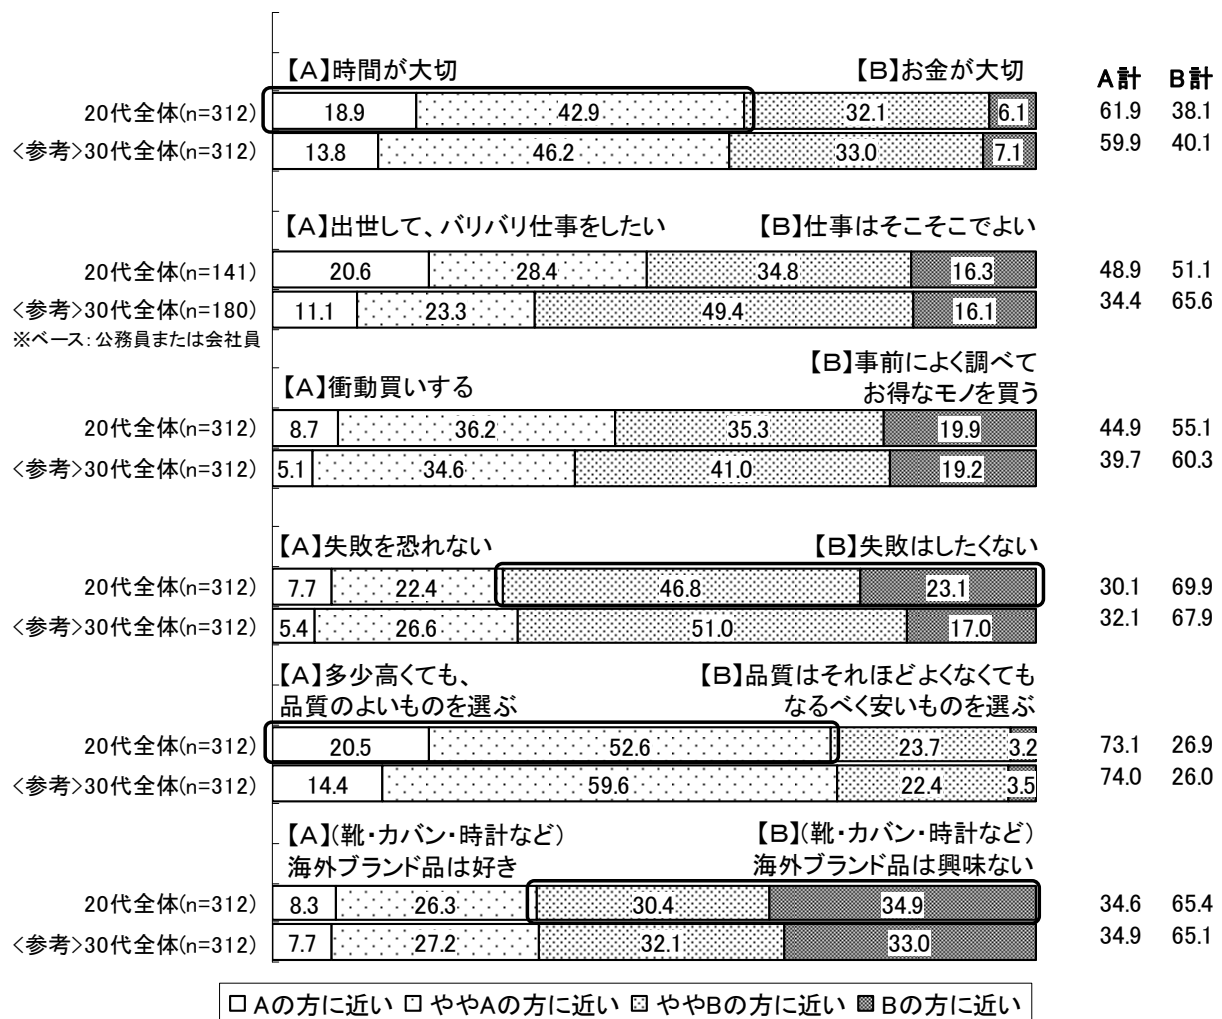 【A】時間が大切 【B】お金が大切 A計 B計
20代全体(n=312) 18.9 42.9 32.1 6.1 61.9 38.1
<参考>30代全体(n=312) 13.8 46.2 33.0 7.1 59.9 40.1
【A】出世して、バリバリ仕事をしたい 【B】仕事はそこそこでよい
20代全体(n=141) 20.6 28.4 34.8 16.3 48.9 51.1
<参考>30代全体(n=180) 11.1 23.3 49.4 16.1 34.4 65.6
※ベース：公務員または会社員
【B】事前によく調べて
【A】衝動買いする お得なモノを買う
20代全体(n=312) 8.7 36.2 35.3 19.9 44.9 55.1
<参考>30代全体(n=312) 5.1 34.6 41.0 19.2 39.7 60.3
【A】失敗を恐れない 【B】失敗はしたくない
20代全体(n=312) 7.7 22.4 46.8 23.1 30.1 69.9
<参考>30代全体(n=312) 5.4 26.6 51.0 17.0 32.1 67.9
【A】多少高くても、 【B】品質はそれほどよくなくても
品質のよいものを選ぶ なるべく安いものを選ぶ
20代全体(n=312) 20.5 52.6 23.7 3.2 73.1 26.9
<参考>30代全体(n=312) 14.4 59.6 22.4 3.5 74.0 26.0
【A】(靴・カバン・時計など) 【B】(靴・カバン・時計など)
海外ブランド品は好き 海外ブランド品は興味ない
20代全体(n=312) 8.3 26.3 30.4 34.9 34.6 65.4
<参考>30代全体(n=312) 7.7 27.2 32.1 33.0 34.9 65.1
Aの方に近い ややAの方に近い ややBの方に近い Bの方に近い